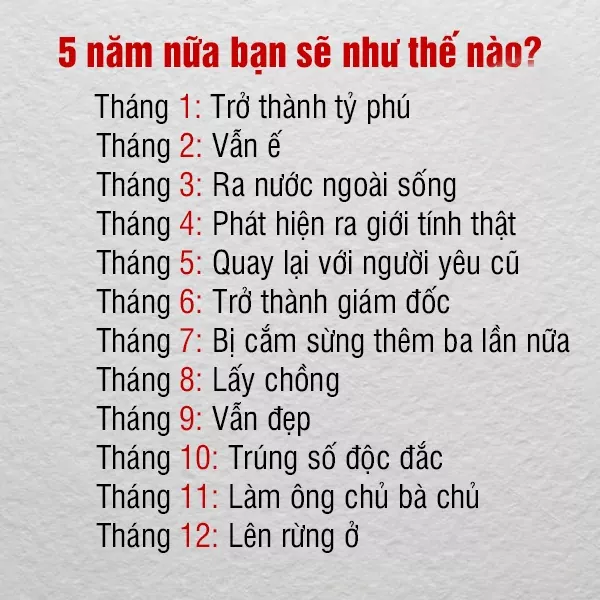 5 năm nữa bạn sẽ như thế nào?
Tháng 1: Trở thành tỷ phú
Tháng 2: Vẫn ế
Tháng 3: Ra nước ngoài sống
Tháng 4: Phát hiện ra giới tính thật
Tháng 5: Quay lại với người yêu cũ
Tháng 6: Trở thành giám đốc
Tháng 7: Bị cắm sừng thêm ba lần nữa
Tháng 8: Lấy chồng
Tháng 9: Vẫn đẹp
Tháng 10: Trúng số độc đắc
Tháng 11: Làm ông chủ bà chủ
Tháng 12: Lên rừng ở